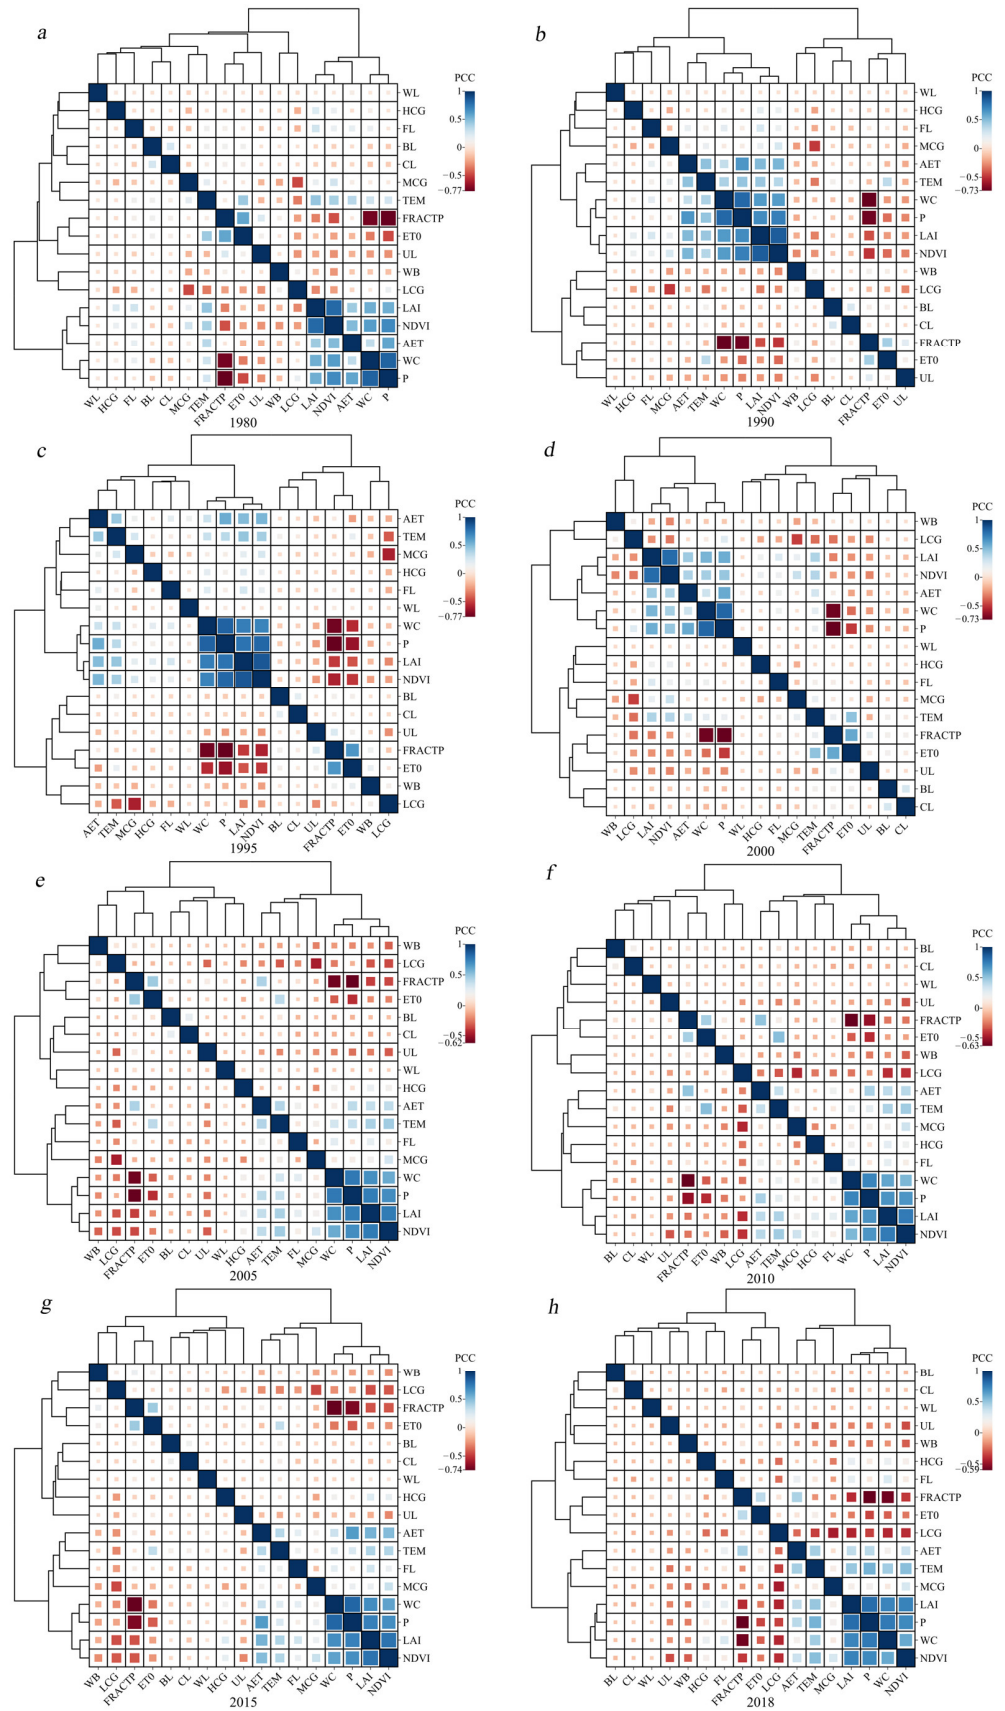 a
PCC
1
0.5
0
−0.5
−0.77
WL
HCG
FL
BL
CL
MCG
TEM
FRACTP
ET0
UL
WB
LCG
LAI
NDVI
AET
WC
P
WL HCG FL BL CL MCG TEM FRACTP ET0 UL WB LCG LAI NDVI AET WC P
1980
b
PCC
1
0.5
0
−0.5
−0.73
WL
HCG
FL
MCG
AET
TEM
WC
P
LAI
NDVI
WB
LCG
BL
CL
FRACTP
ET0
UL
WL HCG FL MCG AET TEM WC P LAI NDVI WB LCG BL CL FRACTP ET0 UL
1990
c
PCC
1
0.5
0
−0.5
−0.77
AET
TEM
MCG
HCG
FL
WL
WC
P
LAI
NDVI
BL
CL
UL
FRACTP
ET0
WB
LCG
AET TEM MCG HCG FL WL WC P LAI NDVI BL CL UL FRACTP ET0 WB LCG
1995
d
PCC
1
0.5
0
−0.5
−0.73
WB
LCG
LAI
NDVI
AET
WC
P
WL
HCG
FL
MCG
TEM
FRACTP
ET0
UL
BL
CL
WB LCG LAI NDVI AET WC P WL HCG FL MCG TEM FRACTP ET0 UL BL CL
2000
e
PCC
1
0.5
0
−0.5
−0.62
WB
LCG
FRACTP
ET0
BL
CL
UL
WL
HCG
AET
TEM
FL
MCG
WC
P
LAI
NDVI
WB LCG FRACTP ET0 BL CL UL WL HCG AET TEM FL MCG WC P LAI NDVI
2005
f
PCC
1
0.5
0
−0.5
−0.63
BL
CL
WL
UL
FRACTP
ET0
WB
LCG
AET
TEM
MCG
HCG
FL
WC
P
LAI
NDVI
BL CL WL UL FRACTP ET0 WB LCG AET TEM MCG HCG FL WC P LAI NDVI
2010
g
PCC
1
0.5
0
−0.5
−0.74
WB
LCG
FRACTP
ET0
BL
CL
WL
HCG
UL
AET
TEM
FL
MCG
WC
P
LAI
NDVI
WB LCG FRACTP ET0 BL CL WL HCG UL AET TEM FL MCG WC P LAI NDVI
2015
h
PCC
1
0.5
0
−0.5
−0.59
BL
CL
WL
UL
WB
HCG
FL
FRACTP
ET0
LCG
AET
TEM
MCG
LAI
P
WC
NDVI
BL CL WL UL WB HCG FL FRACTP ET0 LCG AET TEM MCG LAI P WC NDVI
2018